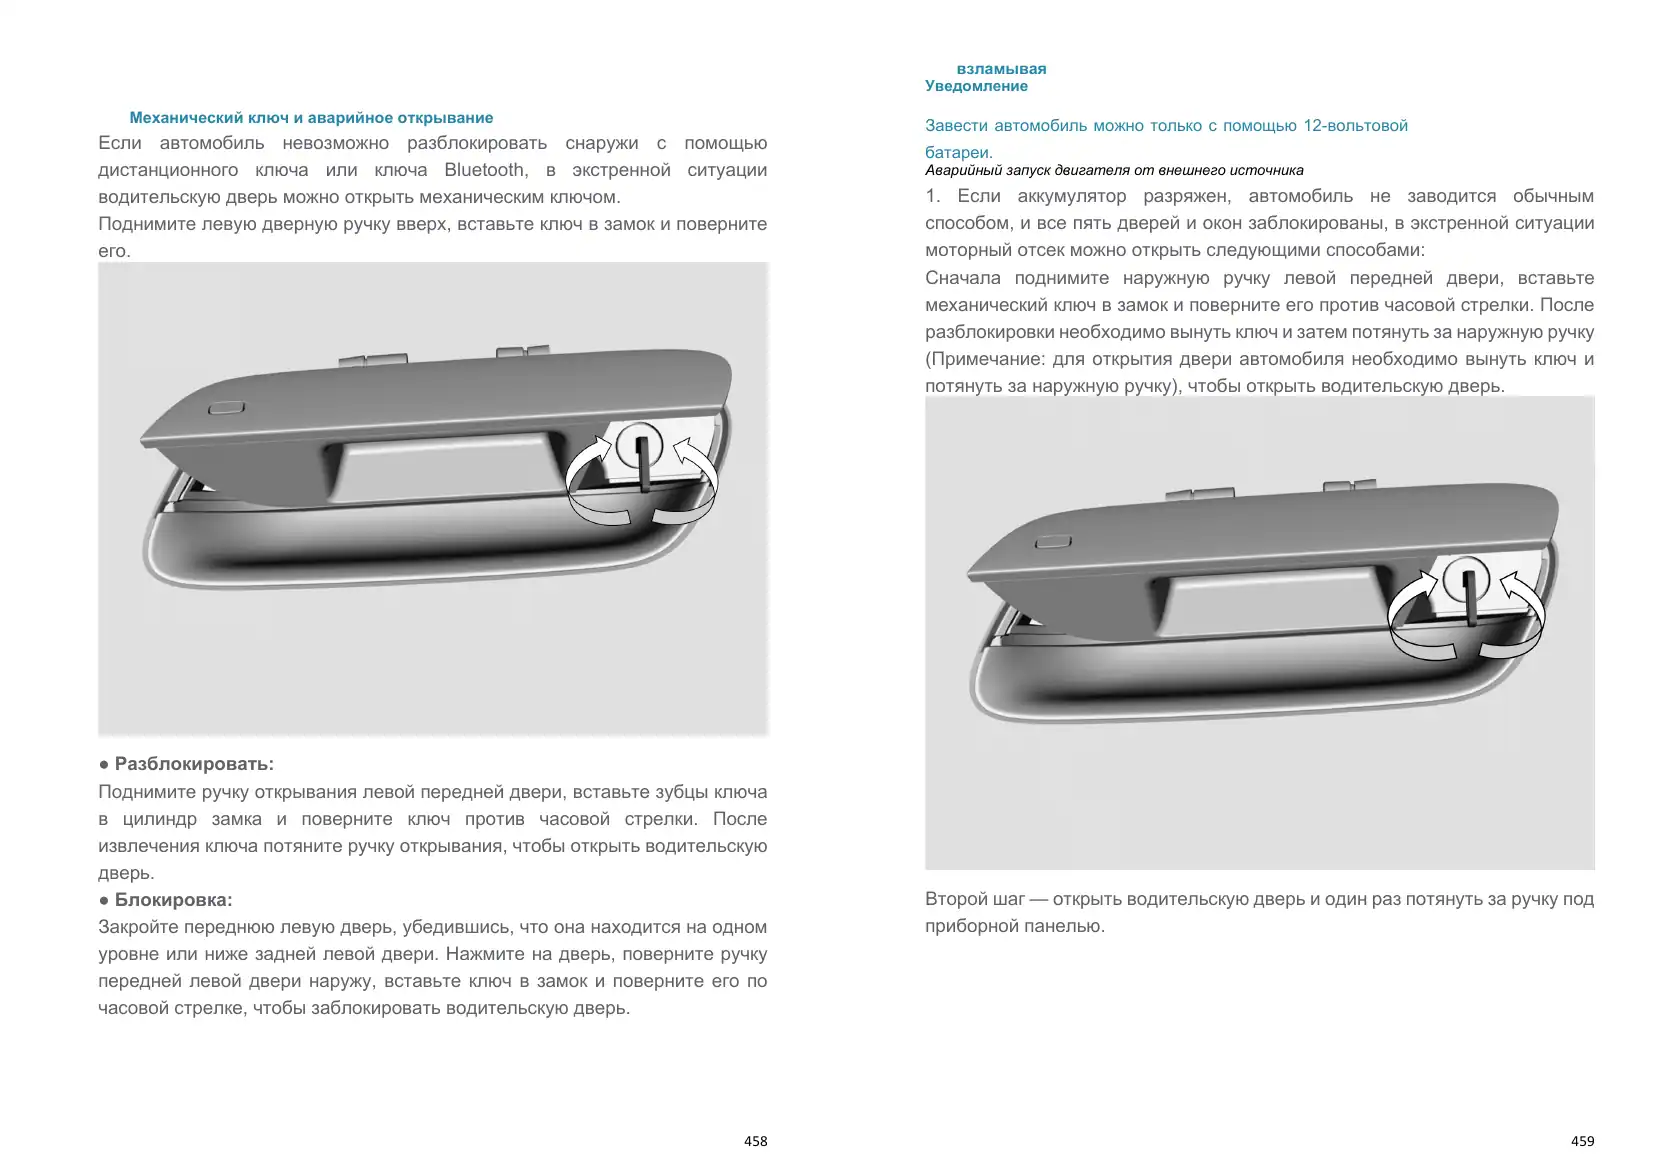 Механический ключ и аварийное открывание
Если автомобиль невозможно разблокировать снаружи с помощью
дистанционного ключа или ключа Bluetooth, в экстренной ситуации
водительскую дверь можно открыть механическим ключом.
Поднимите левую дверную ручку вверх, вставьте ключ в замок и поверните
его.
● Разблокировать:
Поднимите ручку открывания левой передней двери, вставьте зубцы ключа
в цилиндр замка и поверните ключ против часовой стрелки. После
извлечения ключа потяните ручку открывания, чтобы открыть водительскую
дверь.
● Блокировка:
Закройте переднюю левую дверь, убедившись, что она находится на одном
уровне или ниже задней левой двери. Нажмите на дверь, поверните ручку
передней левой двери наружу, вставьте ключ в замок и поверните его по
часовой стрелке, чтобы заблокировать водительскую дверь.
458
взламывая
Уведомление
Завести автомобиль можно только с помощью 12-вольтовой
батареи.
Аварийный запуск двигателя от внешнего источника
1. Если аккумулятор разряжен, автомобиль не заводится обычным
способом, и все пять дверей и окон заблокированы, в экстренной ситуации
моторный отсек можно открыть следующими способами:
Сначала поднимите наружную ручку левой передней двери, вставьте
механический ключ в замок и поверните его против часовой стрелки. После
разблокировки необходимо вынуть ключ и затем потянуть за наружную ручку
(Примечание: для открытия двери автомобиля необходимо вынуть ключ и
потянуть за наружную ручку), чтобы открыть водительскую дверь.
Второй шаг — открыть водительскую дверь и один раз потянуть за ручку под
приборной панелью.
459